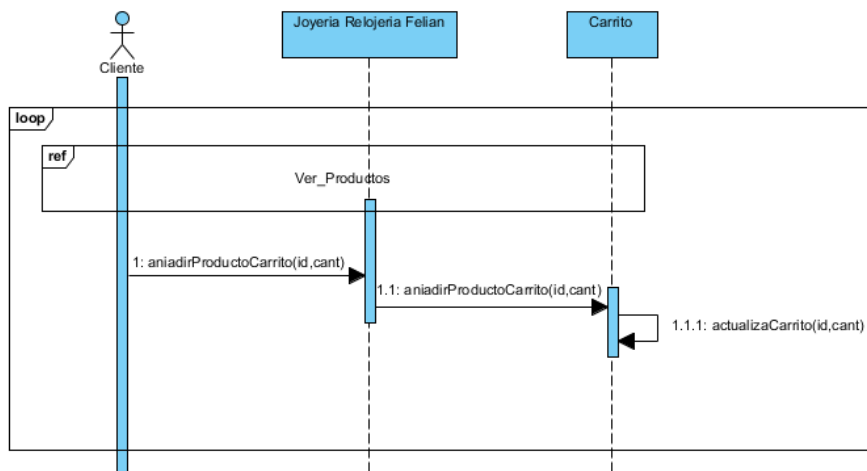 Cliente
Joyeria Relojeria Felian
Carrito
loop
ref
Ver_Productos
1: aniadirProductoCarrito(id,cant)
1.1: aniadirProductoCarrito(id,cant)
1.1.1: actualizaCarrito(id,cant)